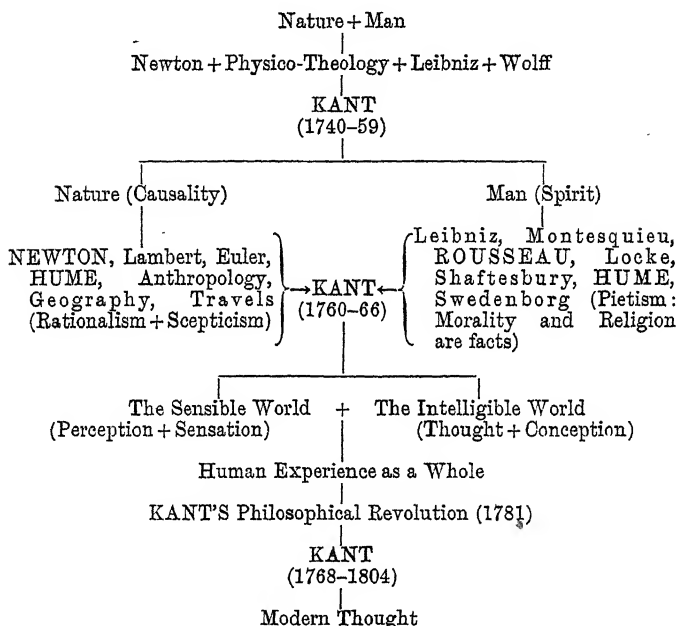 Nature+Man
Newton+Physico-Theology+Leibniz+Wolff
KANT
(1740–59)
Nature (Causality)
Man (Spirit)
NEWTON, Lambert, Euler,
HUME, Anthropology,
Geography, Travels
(Rationalism+Scepticism)
→KANT←
(1760–66)
Leibniz, Montesquieu,
ROUSSEAU, Locke,
Shaftesbury, HUME,
Swedenborg (Pietism:
Morality and Religion
are facts)
The Sensible World + The Intelligible World
(Perception+Sensation) (Thought+Conception)
Human Experience as a Whole
KANT'S Philosophical Revolution (1781)
KANT
(1768–1804)
Modern Thought